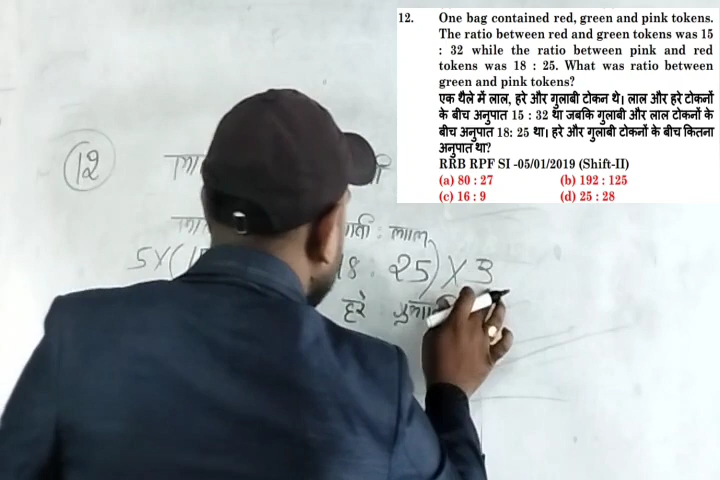 12. One bag contained red, green and pink tokens.
The ratio between red and green tokens was 15
: 32 while the ratio between pink and red
tokens was 18 : 25. What was ratio between
green and pink tokens?
एक थैले में लाल, हरे और गुलाबी टोकन थे। लाल और हरे टोकनों
के बीच अनुपात 15 : 32 था जबकि गुलाबी और लाल टोकनों के
बीच अनुपात 18: 25 था। हरे और गुलाबी टोकनों के बीच कितना
अनुपात था?
RRB RPF SI -05/01/2019 (Shift-II)
(a) 80 : 27 (b) 192 : 125
(c) 16 : 9 (d) 25 : 28
12
: लाल
5×( 18 : 25)×3
हरे